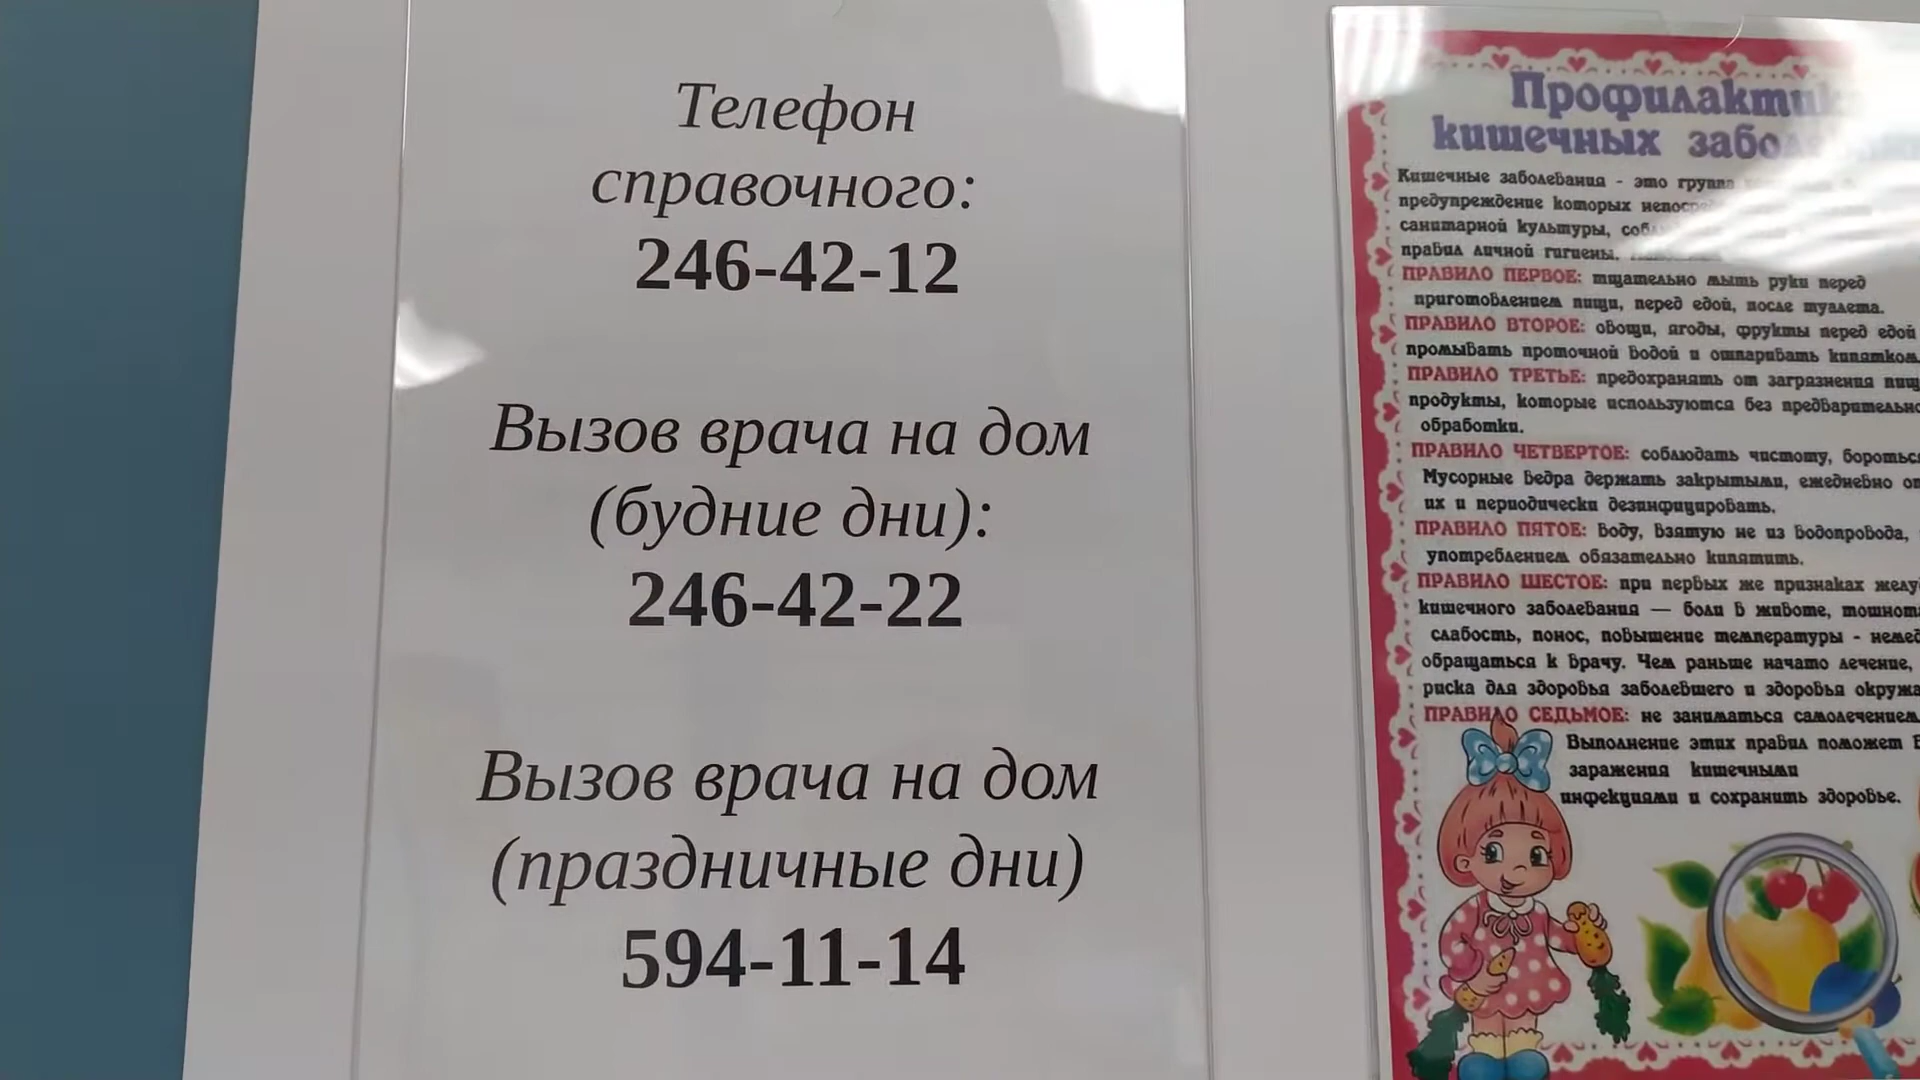 Телефон
справочного:
246-42-12
Вызов врача на дом
(будние дни):
246-42-22
Вызов врача на дом
(праздничные дни)
594-11-14
кишечных
Кишечные заболевания - это
предупреждение которых
санитарной культуры,
правил личной гигиены.
ПРАВИЛО ПЕРВОЕ: тщательно мыть руки перед
приготовлением пищи, перед едой, после туалета.
ПРАВИЛО ВТОРОЕ: овощи, ягоды, фрукты перед едой
промывать проточной водой и ошпаривать кипятком
ПРАВИЛО ТРЕТЬЕ: предохранять от загрязнения
продукты, которые используются без
обработки.
ПРАВИЛО ЧЕТВЕРТОЕ: соблюдать чистоту,
Мусорные ведра держать закрытыми, ежедневно
их и периодически дезинфицировать.
ПРАВИЛО ПЯТОЕ: воду, взятую не из водопровода,
употреблением обязательно кипятить.
ПРАВИЛО ШЕСТОЕ: при первых же признаках
кишечного заболевания — боли в животе,
слабость, понос, повышение температуры -
обращаться к врачу. Чем раньше начато лечение,
риска для здоровья заболевшего и здоровья
ПРАВИЛО СЕДЬМОЕ: не заниматься самолечением
Выполнение этих правил поможет
заражения кишечными
инфекциями и сохранить здоровье.